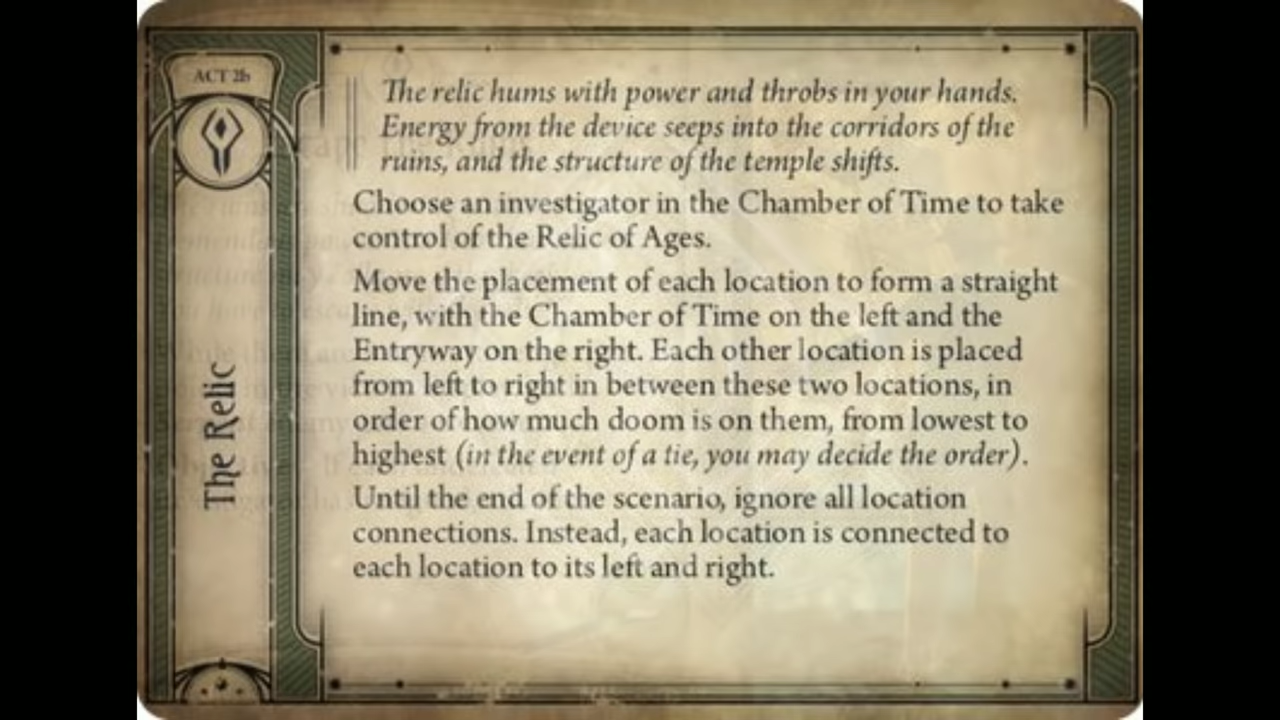 ACT 2b
The Relic
The relic hums with power and throbs in your hands.
Energy from the device seeps into the corridors of the
ruins, and the structure of the temple shifts.
Choose an investigator in the Chamber of Time to take
control of the Relic of Ages.
Move the placement of each location to form a straight
line, with the Chamber of Time on the left and the
Entryway on the right. Each other location is placed
from left to right in between these two locations, in
order of how much doom is on them, from lowest to
highest (in the event of a tie, you may decide the order).
Until the end of the scenario, ignore all location
connections. Instead, each location is connected to
each location to its left and right.